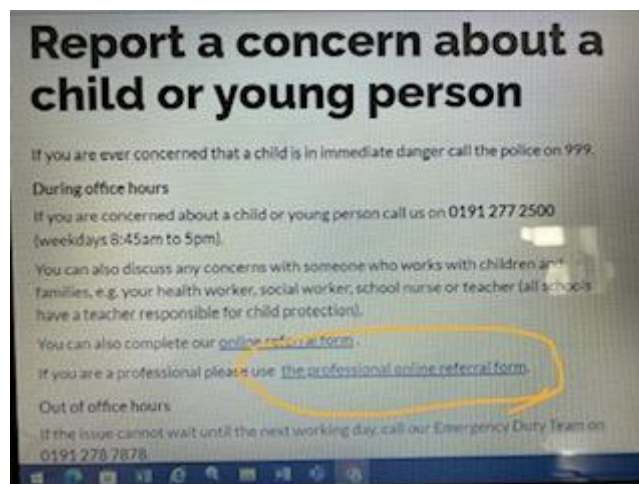 Report a concern about a
child or young person
If you are ever concerned that a child is in immediate danger call the police on 999.
During office hours
If you are concerned about a child or young person call us on 0191 277 2500
(weekdays 8:45am to 5pm).
You can also discuss any concerns with someone who works with children and
families, e.g. your health worker, social worker, school nurse or teacher (all schools
have a teacher responsible for child protection).
You can also complete our online referral form.
If you are a professional please use the professional online referral form.
Out of office hours
If the issue cannot wait until the next working day, call our Emergency Duty Team on
0191 278 7878